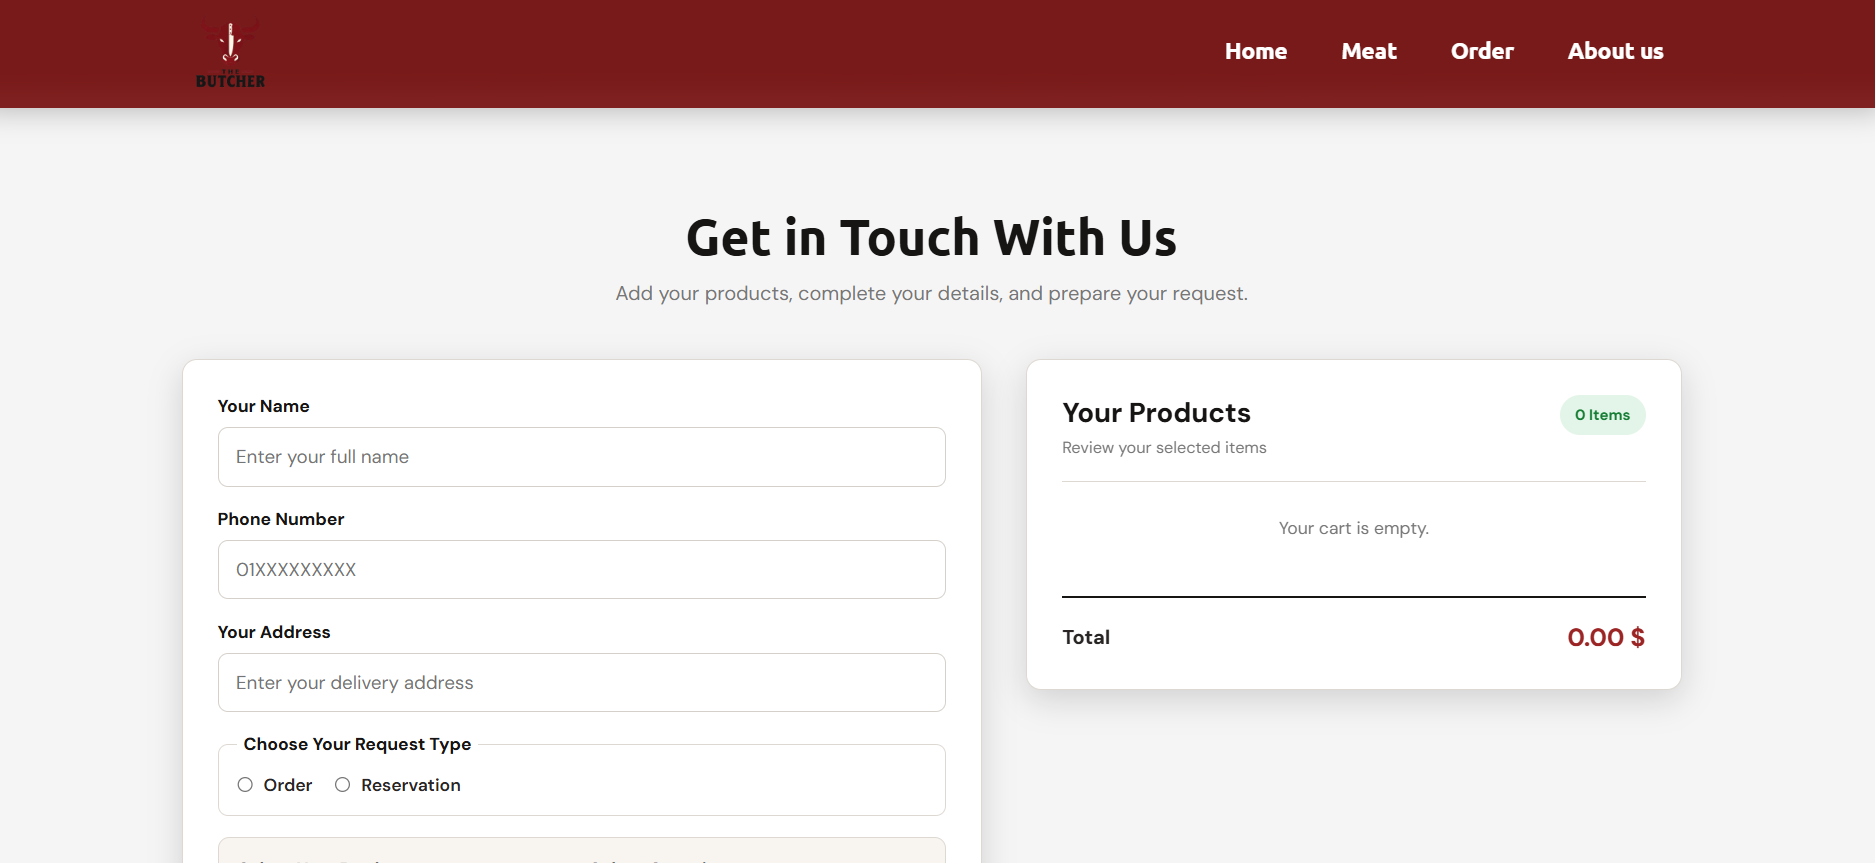 THE
BUTCHER
Home
Meat
Order
About us
Get in Touch With Us
Add your products, complete your details, and prepare your request.
Your Name
Enter your full name
Phone Number
01XXXXXXXXX
Your Address
Enter your delivery address
Choose Your Request Type
Order
Reservation
Your Products
0 Items
Review your selected items
Your cart is empty.
Total
0.00 $